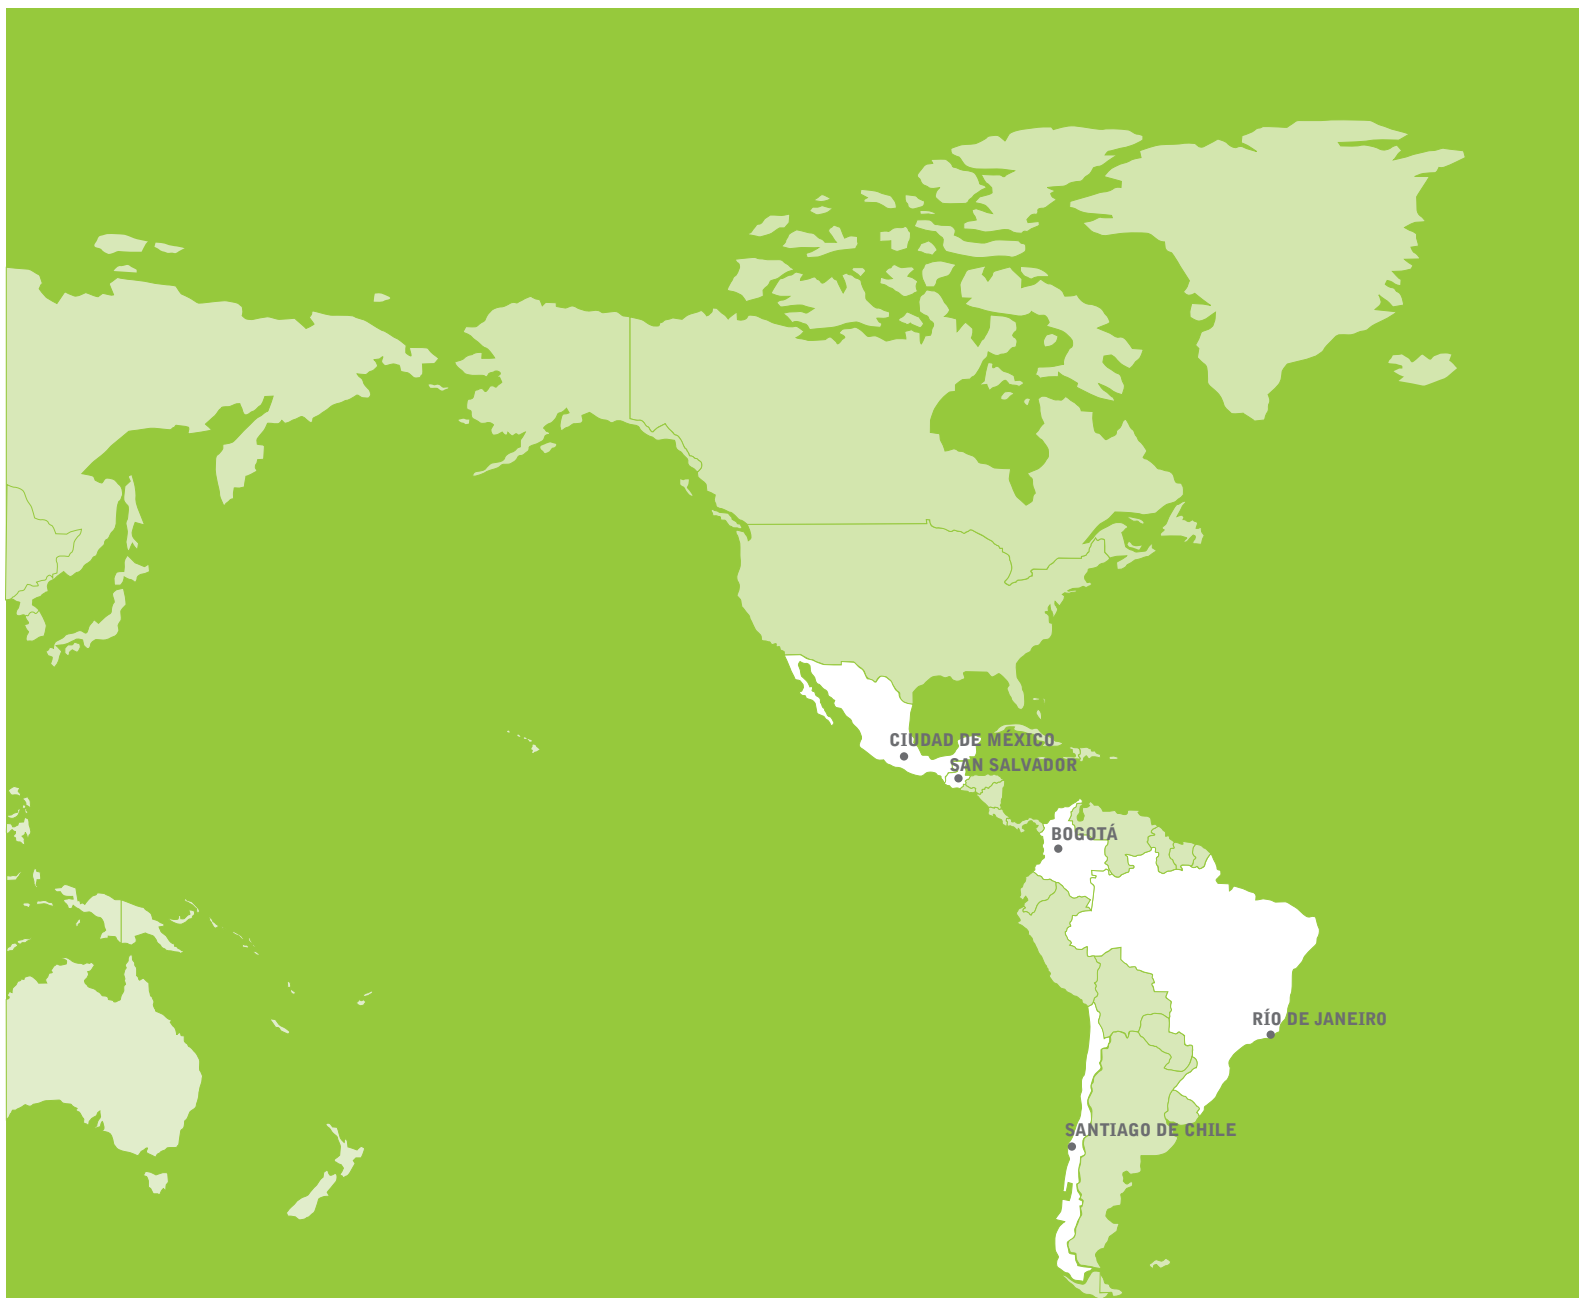 CIUDAD DE MÉXICO
SAN SALVADOR
BOGOTÁ
RÍO DE JANEIRO
SANTIAGO DE CHILE